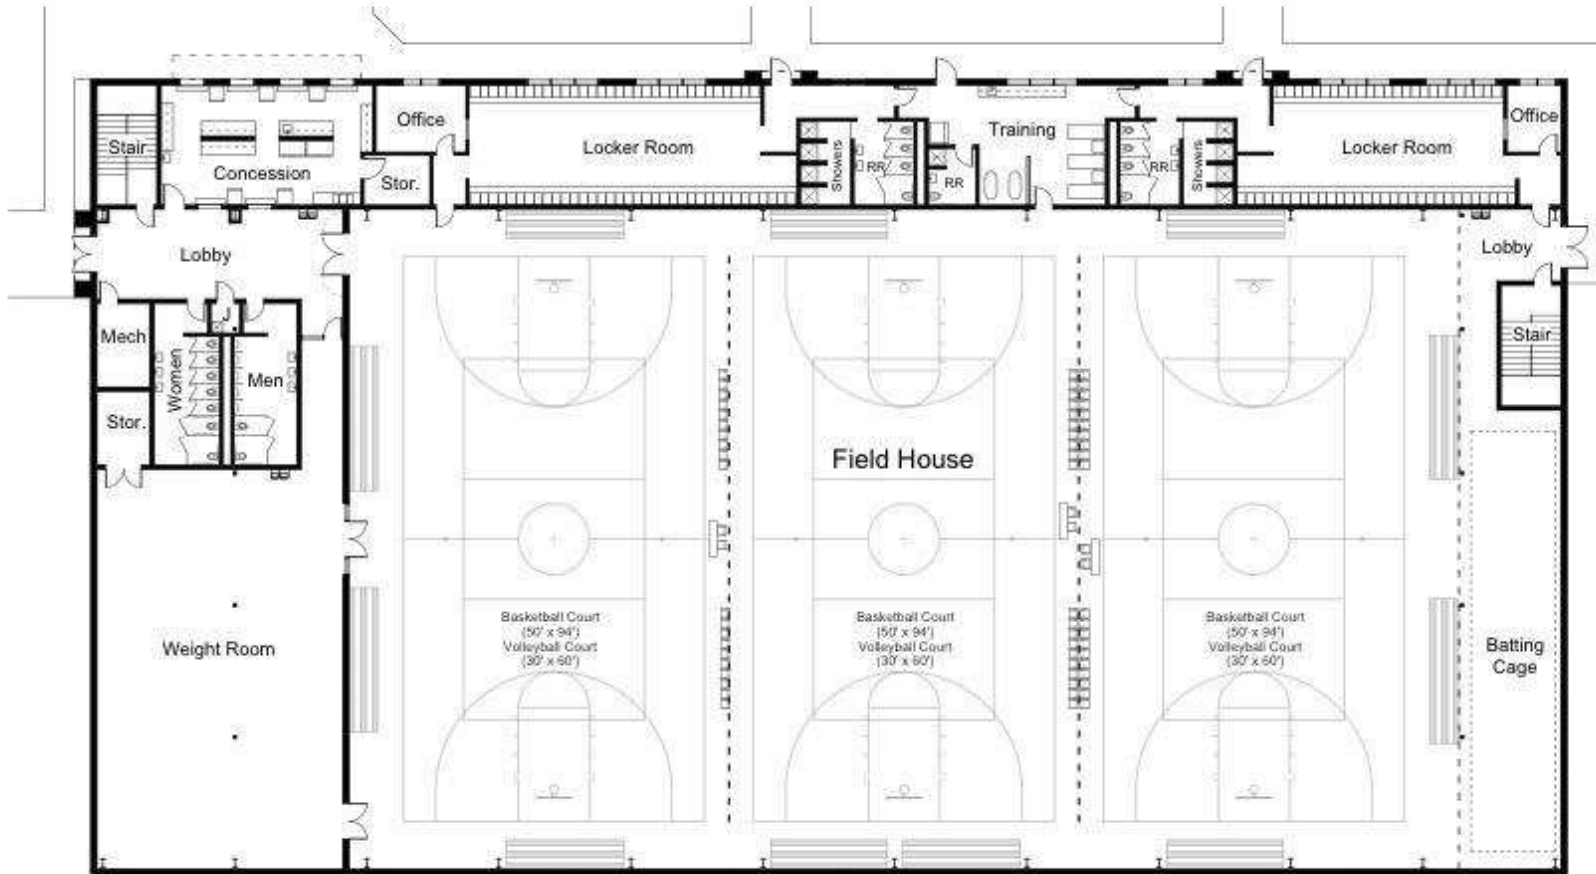 Office
Office
Stair
Locker Room
Training
Locker Room
Concession
Stor.
Showers
RR
RR
RR
Showers
Lobby
Lobby
J
Mech
Women
Men
Stair
Stor.
Field House
Weight Room
Basketball Court
(50' x 94')
Volleyball Court
(30' x 60')
Basketball Court
(50' x 94')
Volleyball Court
(30' x 60')
Basketball Court
(50' x 94')
Volleyball Court
(30' x 60')
Batting
Cage